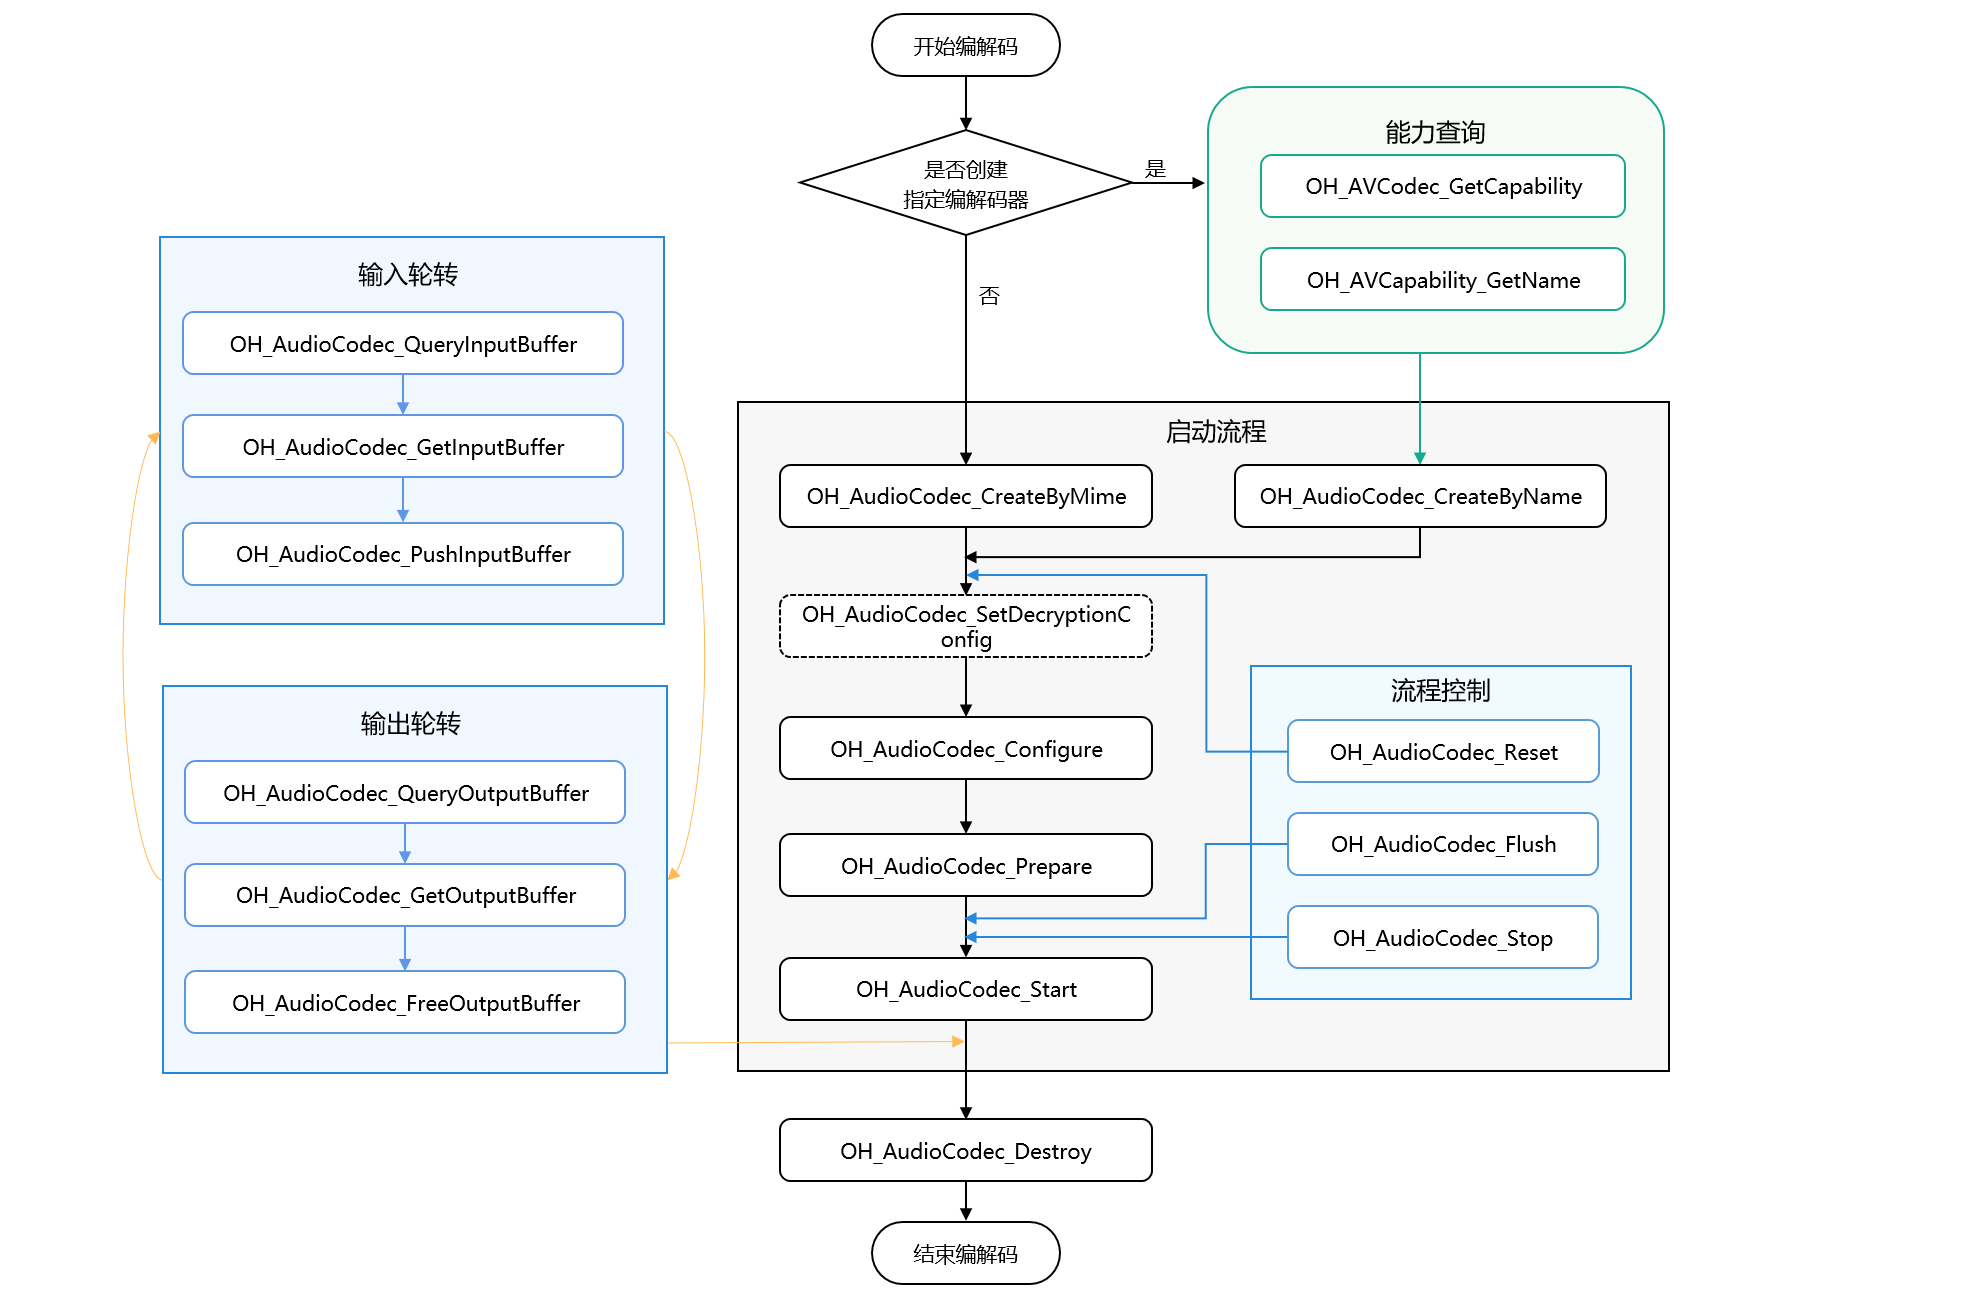 开始编解码
是否创建
指定编解码器
是
否
能力查询
OH_AVCodec_GetCapability
OH_AVCapability_GetName
输入轮转
OH_AudioCodec_QueryInputBuffer
OH_AudioCodec_GetInputBuffer
OH_AudioCodec_PushInputBuffer
输出轮转
OH_AudioCodec_QueryOutputBuffer
OH_AudioCodec_GetOutputBuffer
OH_AudioCodec_FreeOutputBuffer
启动流程
OH_AudioCodec_CreateByMime
OH_AudioCodec_CreateByName
OH_AudioCodec_SetDecryptionC
onfig
OH_AudioCodec_Configure
OH_AudioCodec_Prepare
OH_AudioCodec_Start
流程控制
OH_AudioCodec_Reset
OH_AudioCodec_Flush
OH_AudioCodec_Stop
OH_AudioCodec_Destroy
结束编解码